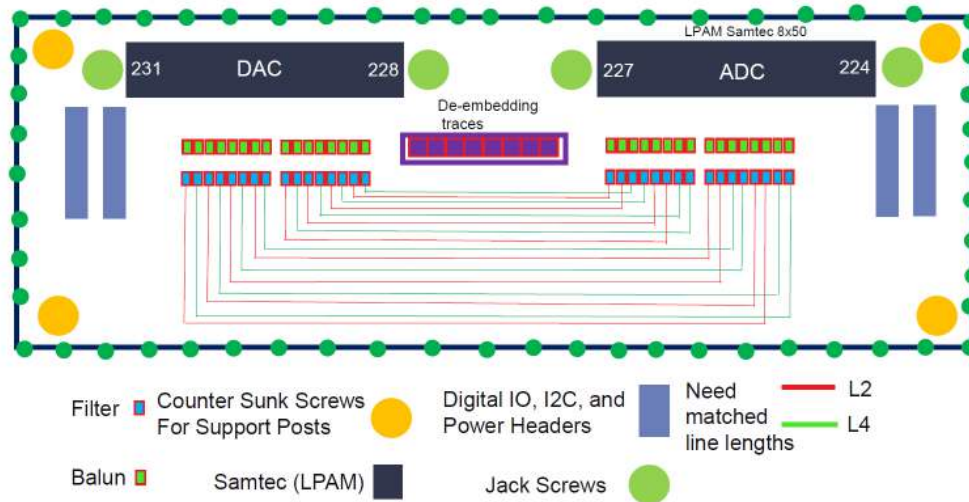 LPAM Samtec 8x50
231 DAC 228
227 ADC 224
De-embedding
traces
Filter
Counter Sunk Screws
For Support Posts
Digital IO, I2C, and
Power Headers
Need
matched
line lengths
L2
L4
Balun
Samtec (LPAM)
Jack Screws